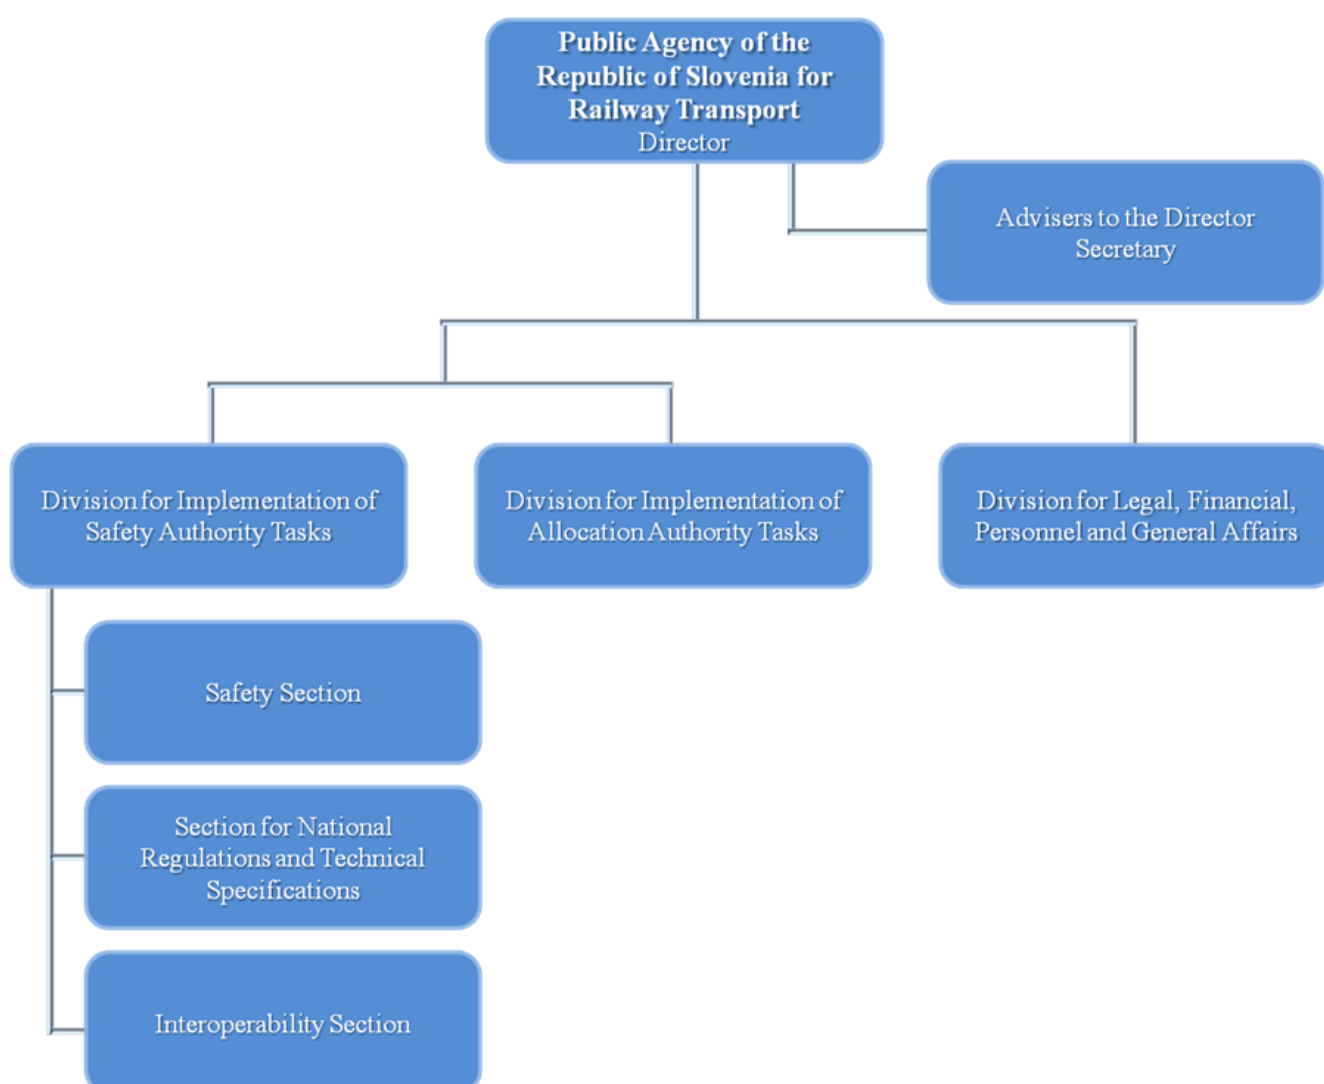 Public Agency of the
Republic of Slovenia for
Railway Transport
Director
Advisers to the Director
Secretary
Division for Implementation of
Safety Authority Tasks
Division for Implementation of
Allocation Authority Tasks
Division for Legal, Financial,
Personnel and General Affairs
Safety Section
Section for National
Regulations and Technical
Specifications
Interoperability Section